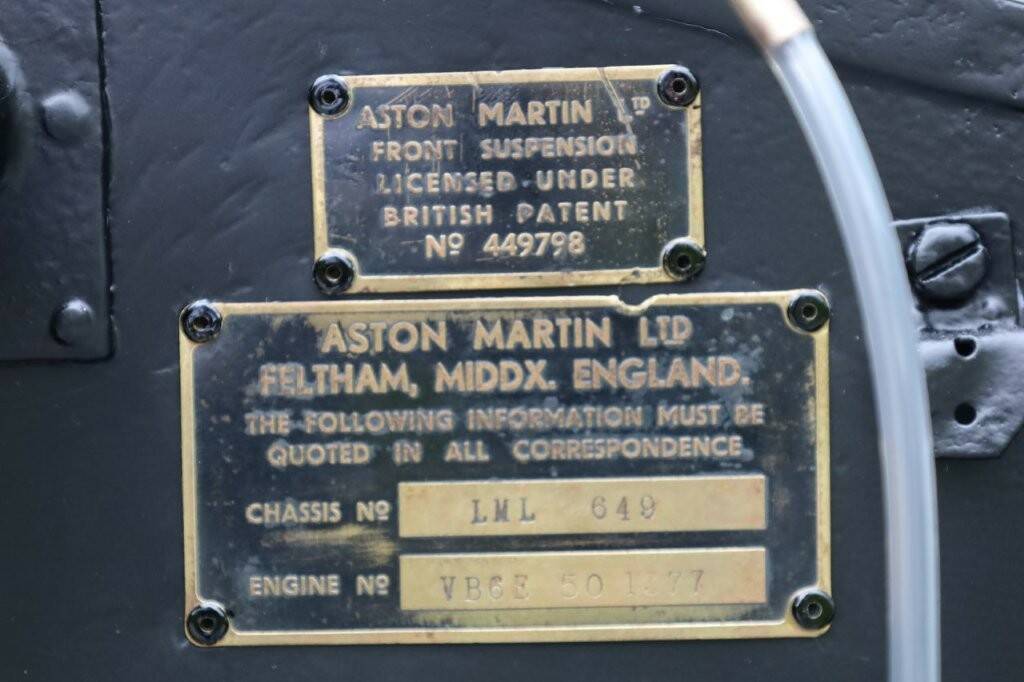 ASTON MARTIN LTD
FRONT SUSPENSION
LICENSED UNDER
BRITISH PATENT
Nº 449798
ASTON MARTIN LTD
FELTHAM, MIDDX. ENGLAND.
THE FOLLOWING INFORMATION MUST BE
QUOTED IN ALL CORRESPONDENCE
CHASSIS Nº LML 649
ENGINE Nº VB6E 50